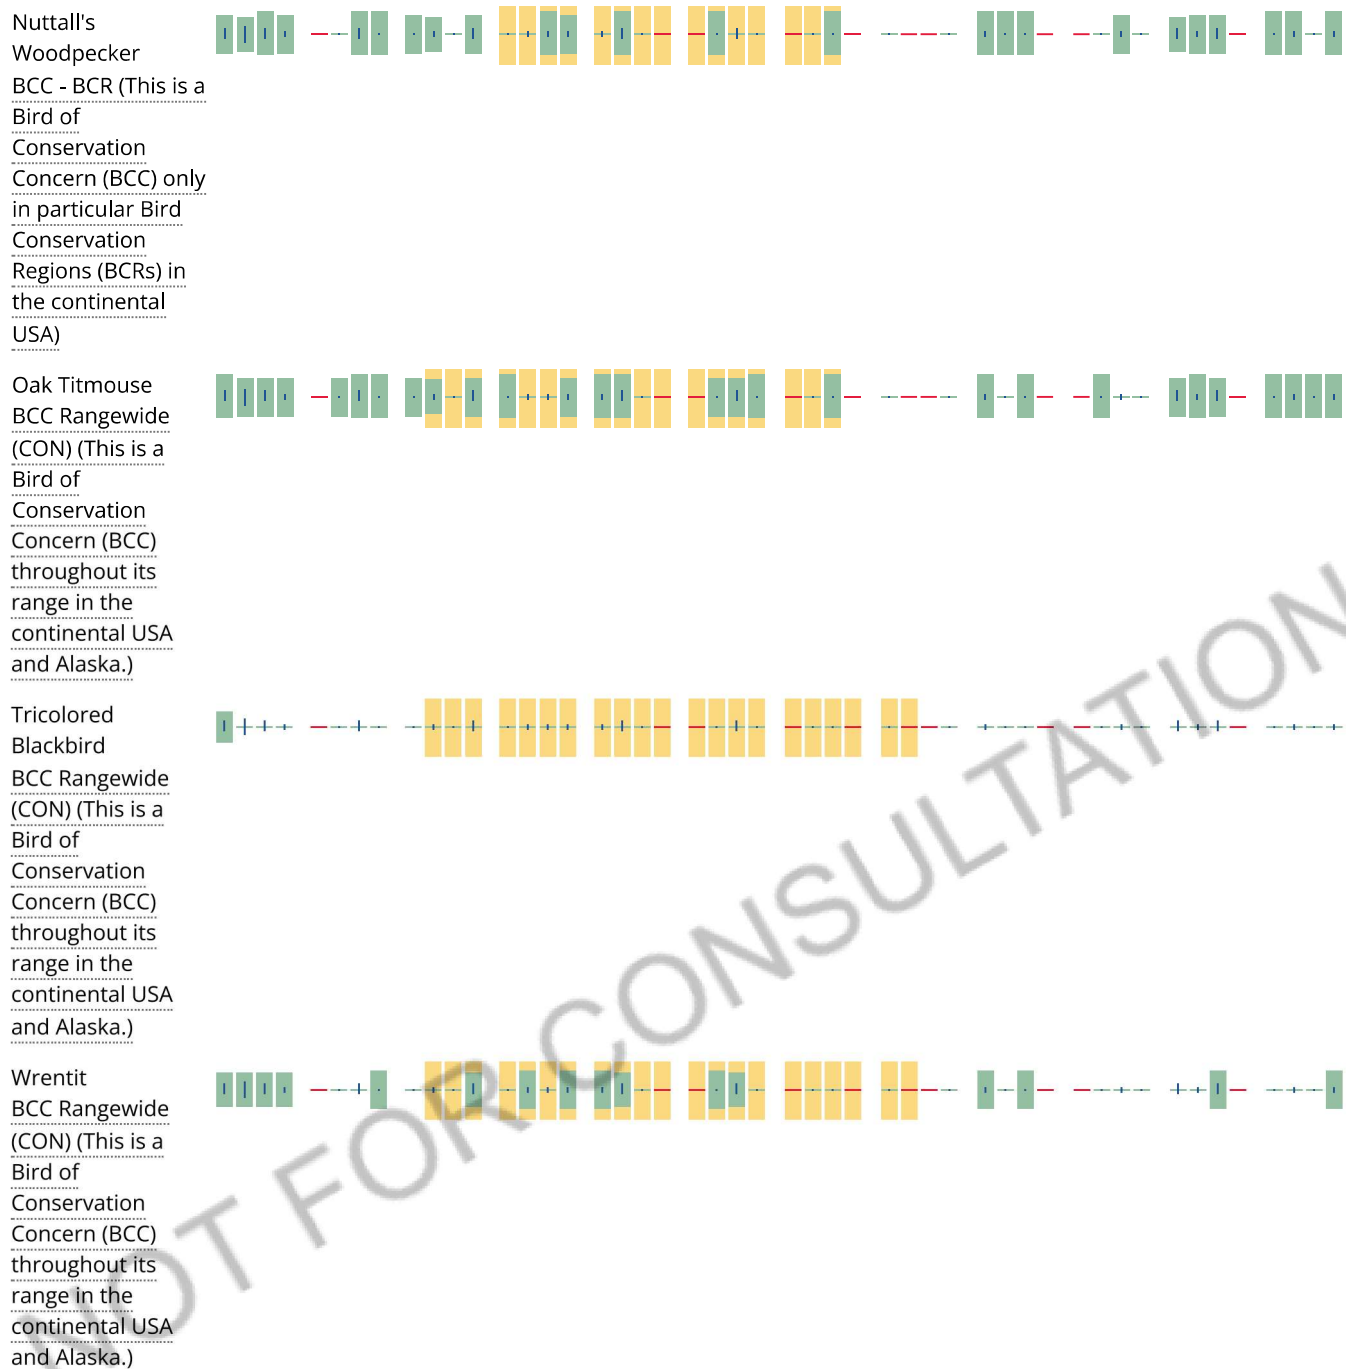 Nuttall's
Woodpecker
BCC - BCR (This is a
Bird of
Conservation
Concern (BCC) only
in particular Bird
Conservation
Regions (BCRs) in
the continental
USA)
Oak Titmouse
BCC Rangewide
(CON) (This is a
Bird of
Conservation
Concern (BCC)
throughout its
range in the
continental USA
and Alaska.)
Tricolored
Blackbird
BCC Rangewide
(CON) (This is a
Bird of
Conservation
Concern (BCC)
throughout its
range in the
continental USA
and Alaska.)
Wrentit
BCC Rangewide
(CON) (This is a
Bird of
Conservation
Concern (BCC)
throughout its
range in the
continental USA
and Alaska.)
NOT FOR CONSULTATION